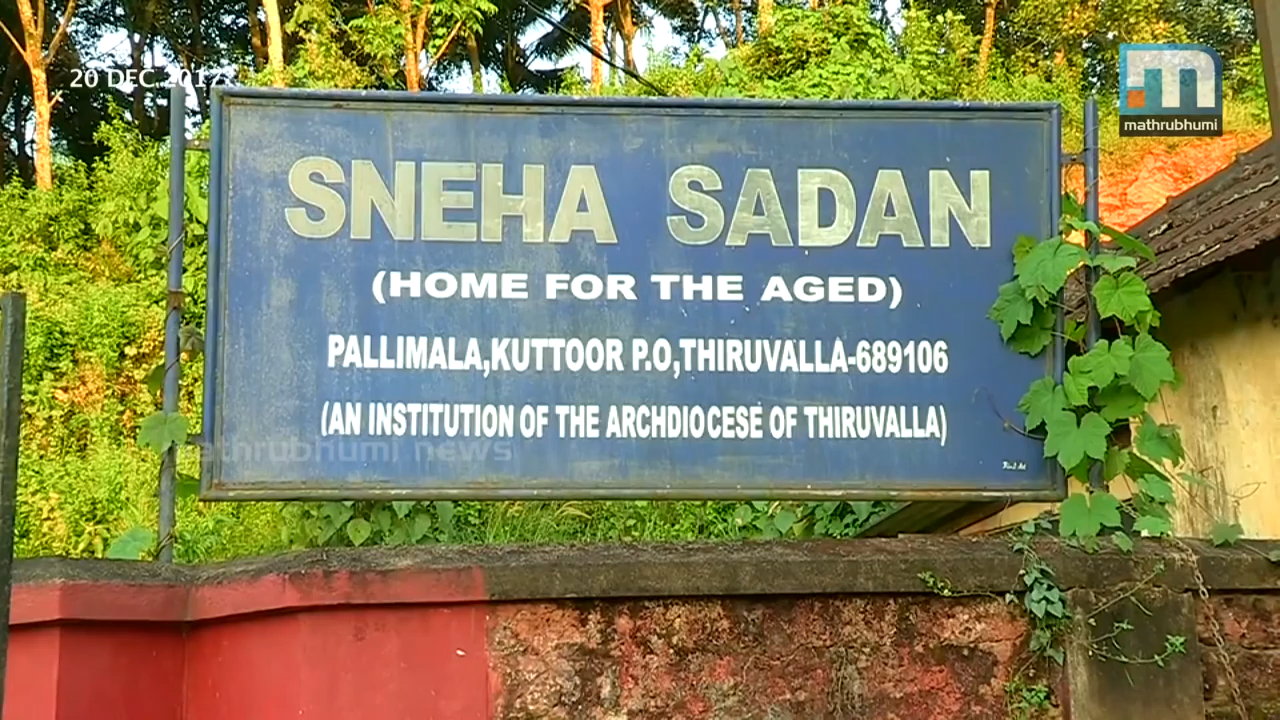 20 DEC 2017
mathrubhumi
SNEHA SADAN
(HOME FOR THE AGED)
PALLIMALA,KUTTOOR P.O,THIRUVALLA-689106
(AN INSTITUTION OF THE ARCHDIOCESE OF THIRUVALLA)
mathrubhumi news